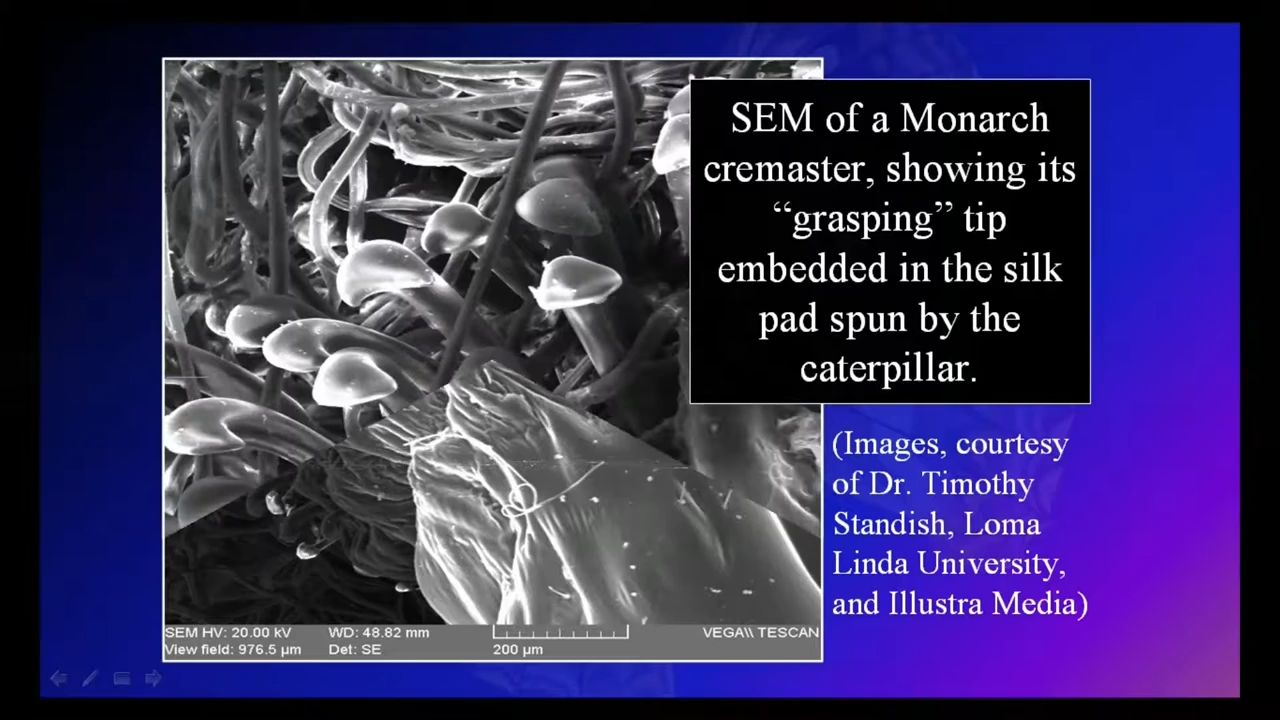 SEM of a Monarch
cremaster, showing its
“grasping” tip
embedded in the silk
pad spun by the
caterpillar.
(Images, courtesy
of Dr. Timothy
Standish, Loma
Linda University,
and Illustra Media)
SEM HV: 20.00 kV WD: 48.82 mm VEGA\\ TESCAN
View field: 976.5 µm Det: SE 200 µm